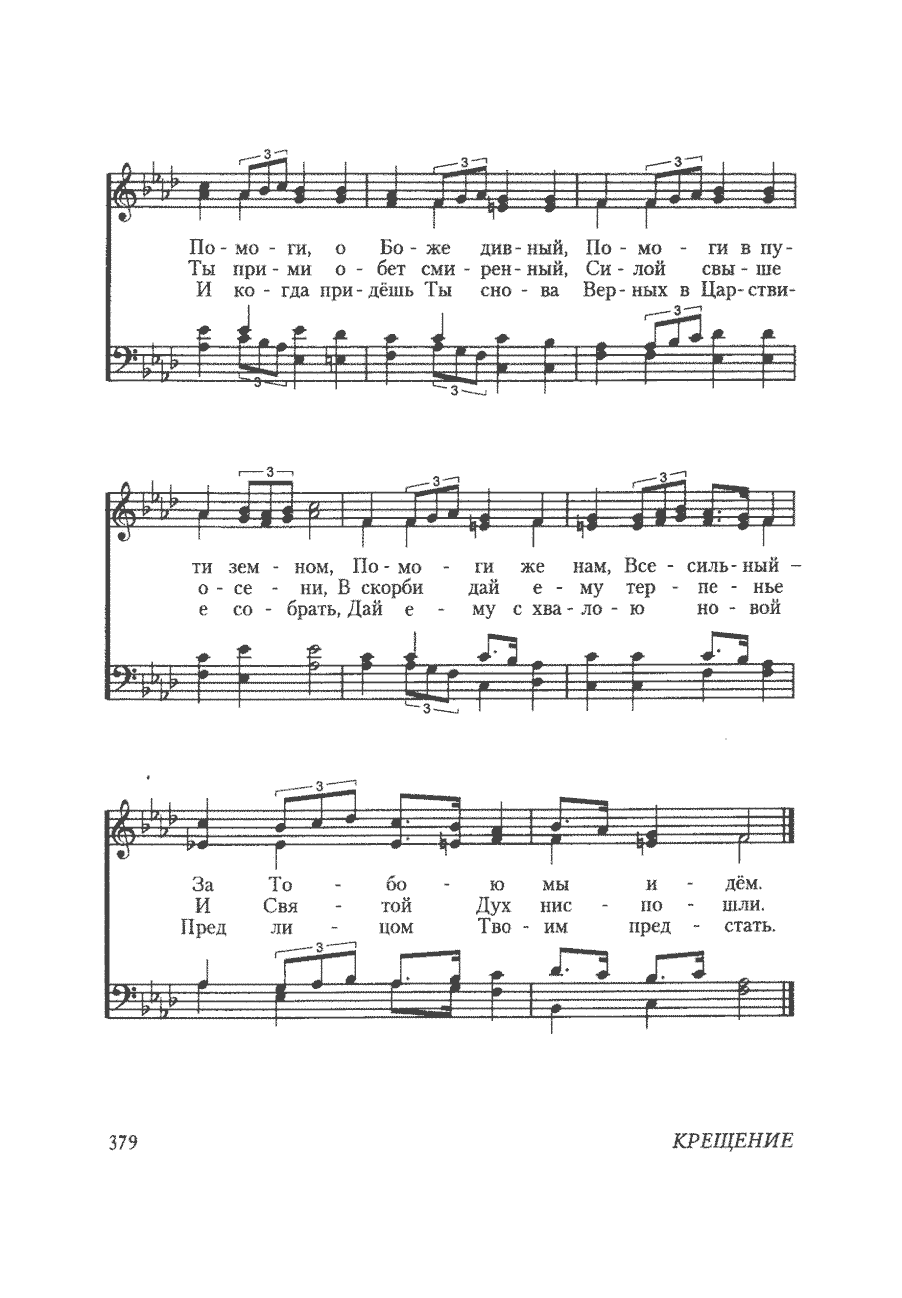 3 3 3
По - мо - ги, о Бо - же див - ный, По - мо - ги в пу-
Ты при - ми о - бет сми - рен - ный, Си - лой свы - ше
И ко - гда при - дёшь Ты сно - ва Вер - ных в Цар - стви-
3
3 3
3 3 3
ти зем - ном, По - мо - ги же нам, Все - силь - ный –
о - се - ни, В скорби дай е - му тер - пе - нье
е со - брать, Дай е - му с хва - ло - ю но - вой
3
3
За То - бо - ю мы и - дём.
И Свя - той Дух нис - по - шли.
Пред ли - цом Тво - им пред - стать.
3
379 КРЕЩЕНИЕ